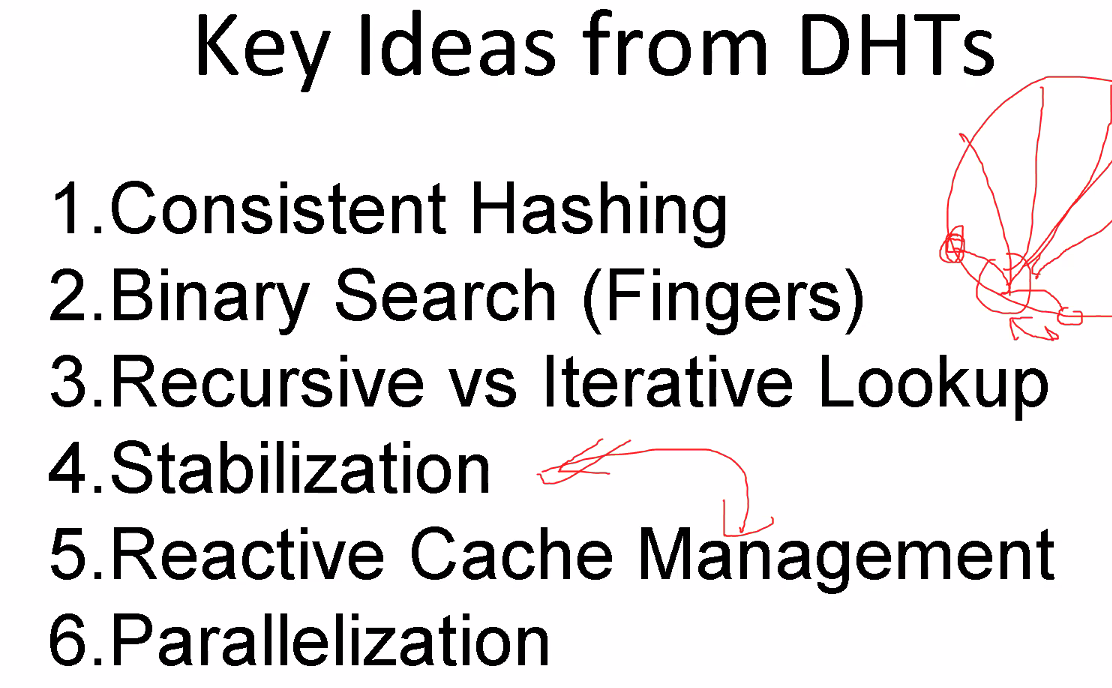 Key Ideas from DHTs
1.Consistent Hashing
2.Binary Search (Fingers)
3.Recursive vs Iterative Lookup
4.Stabilization
5.Reactive Cache Management
6.Parallelization